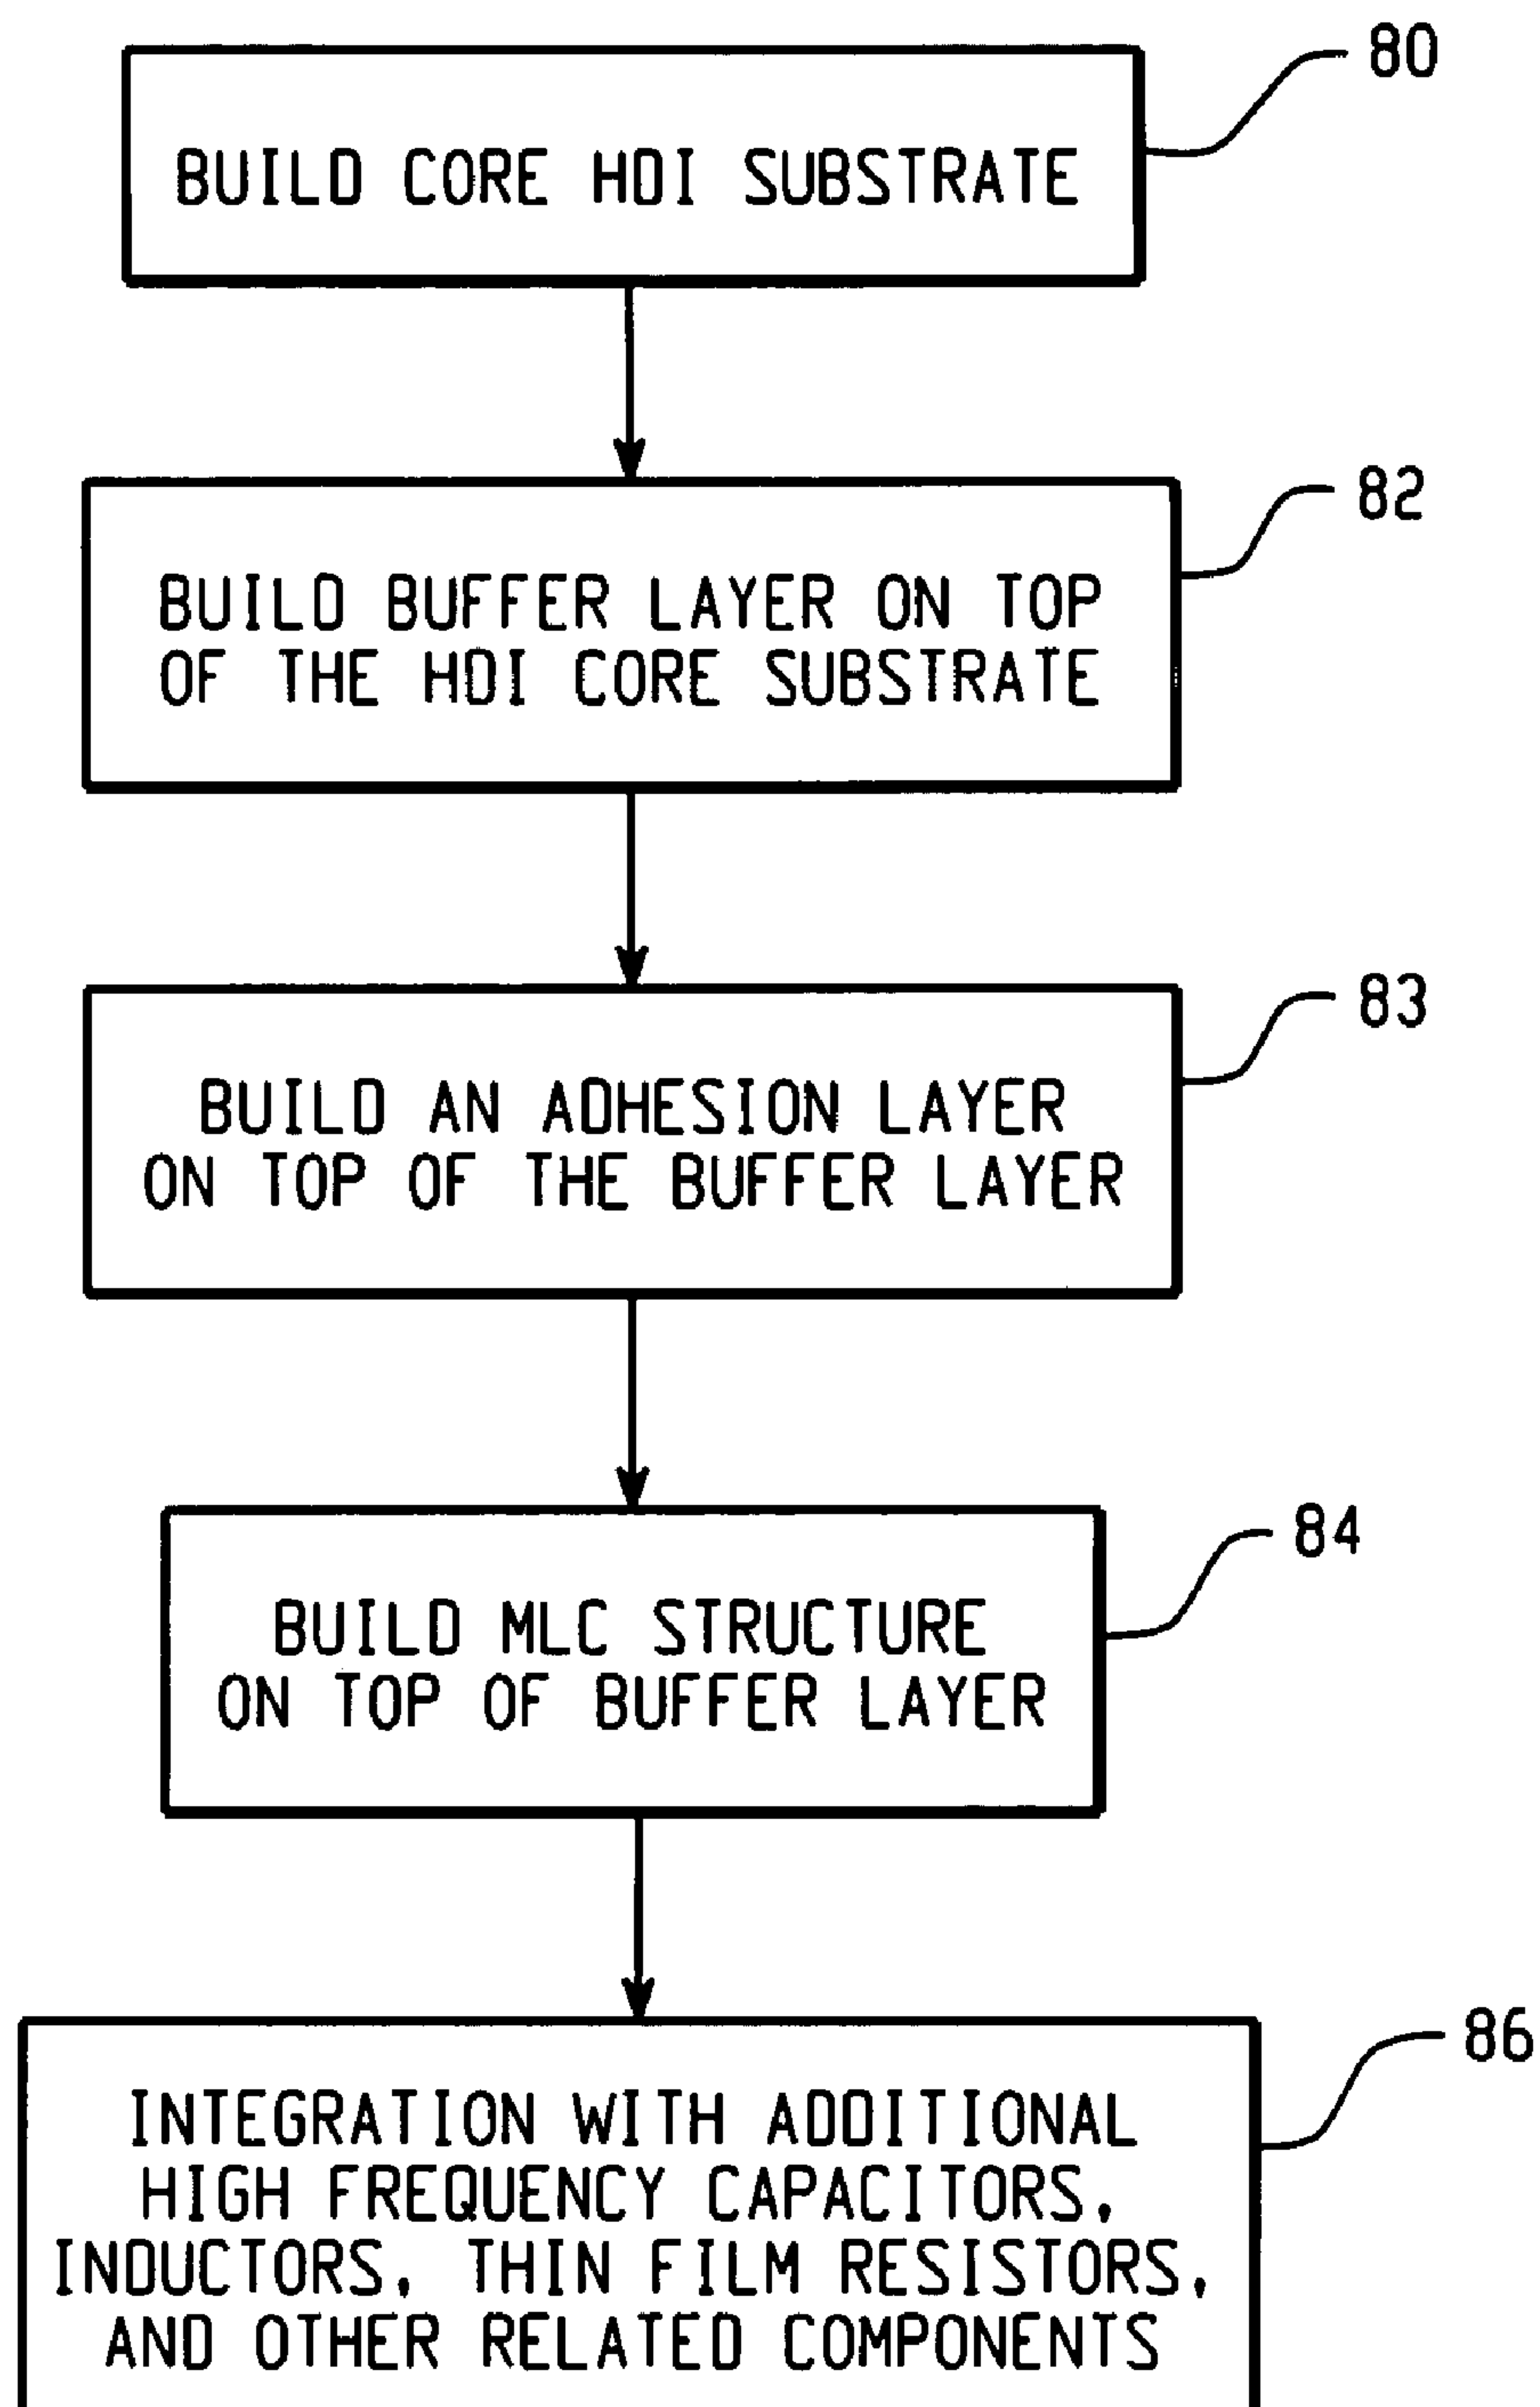 80
BUILD CORE HDI SUBSTRATE
82
BUILD BUFFER LAYER ON TOP
OF THE HDI CORE SUBSTRATE
83
BUILD AN ADHESION LAYER
ON TOP OF THE BUFFER LAYER
84
BUILD MLC STRUCTURE
ON TOP OF BUFFER LAYER
86
INTEGRATION WITH ADDITIONAL
HIGH FREQUENCY CAPACITORS,
INDUCTORS, THIN FILM RESISTORS,
AND OTHER RELATED COMPONENTS